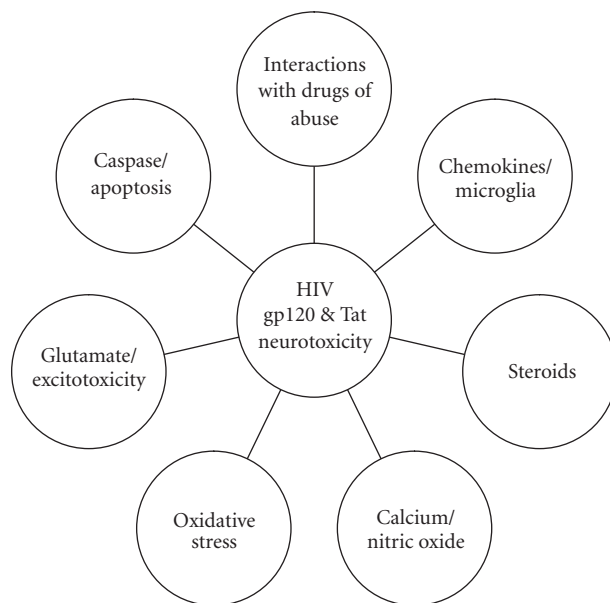 Interactions
with drugs of
abuse
Caspase/
apoptosis
Chemokines/
microglia
HIV
gp120 & Tat
neurotoxicity
Glutamate/
excitotoxicity
Steroids
Oxidative
stress
Calcium/
nitric oxide